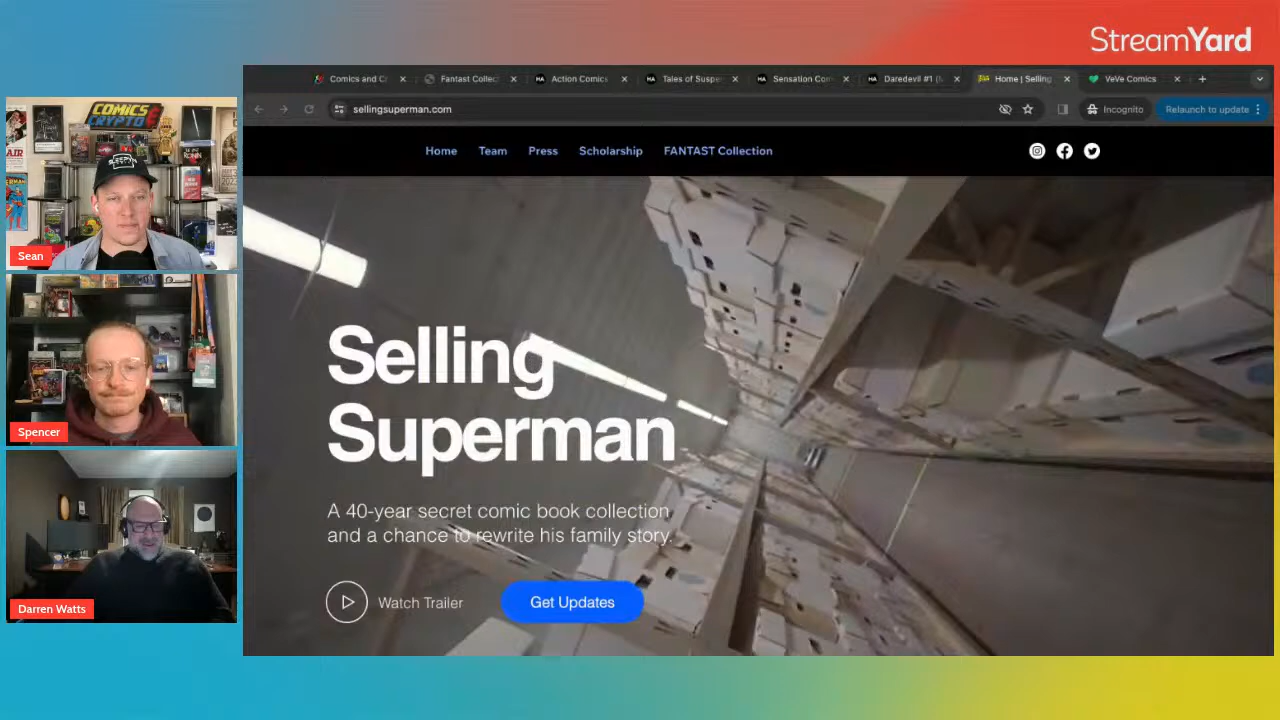 StreamYard
Comics and Cr
Fantast Collec
Action Comics
Tales of Suspe
Sensation Com
Daredevil #1 (M
Home | Selling
VeVe Comics
sellingsuperman.com
Incognito
Relaunch to update
Home
Team
Press
Scholarship
FANTAST Collection
COMICS
CRYPTO
Sean
Selling
Superman
Spencer
A 40-year secret comic book collection
and a chance to rewrite his family story.
Watch Trailer
Get Updates
Darren Watts